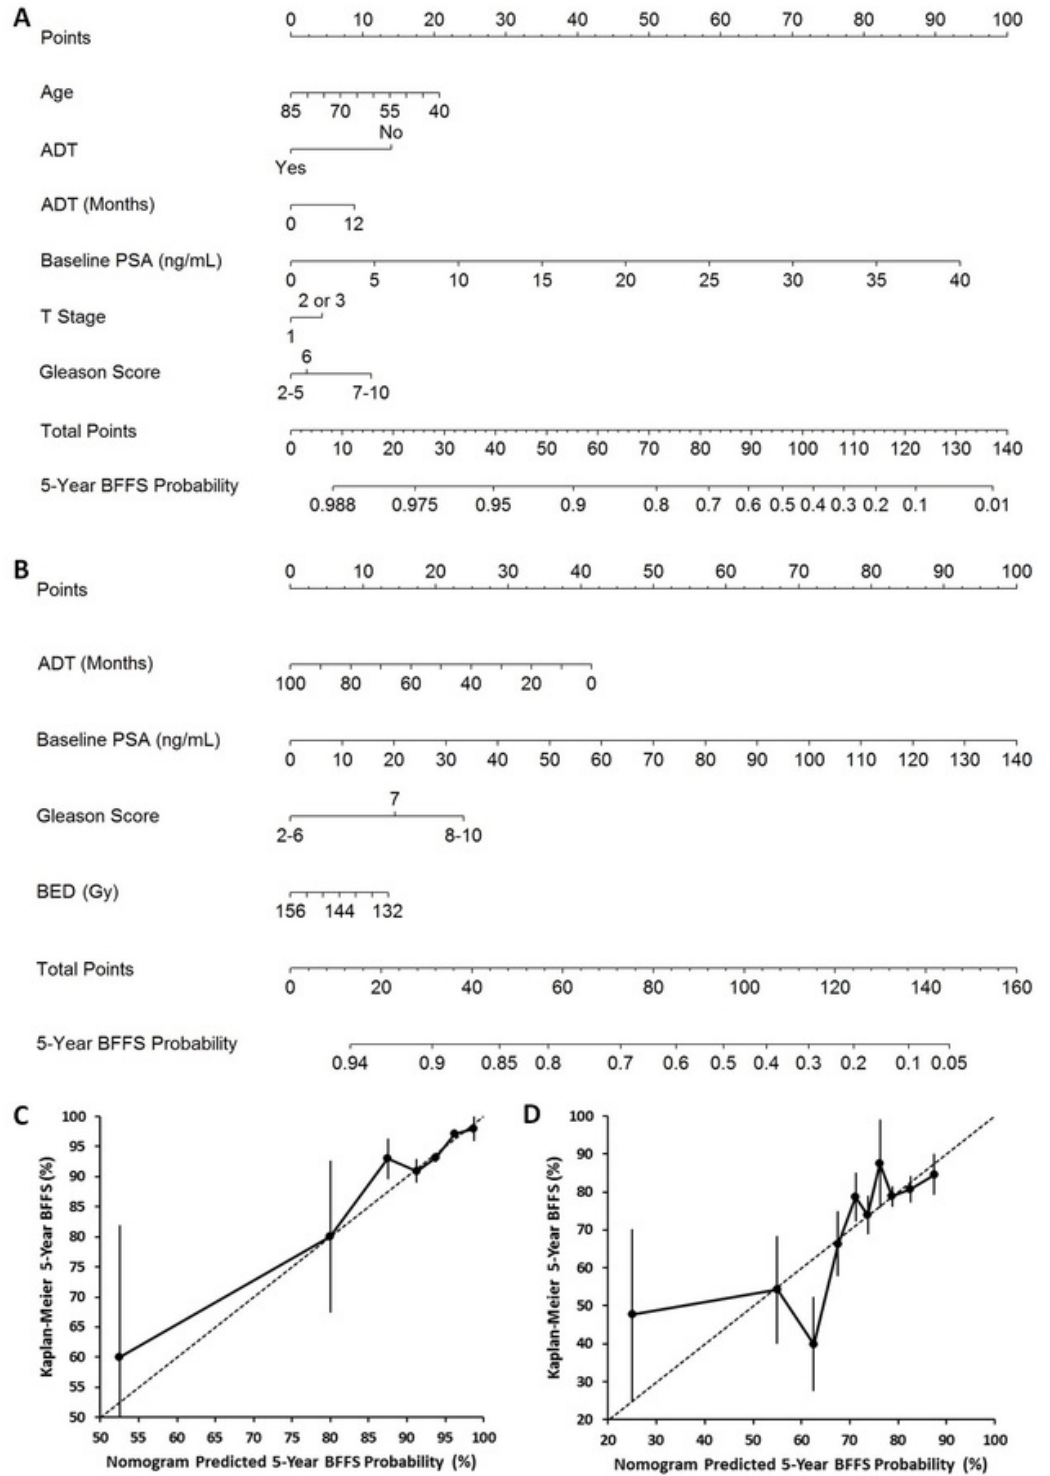 A
0 10 20 30 40 50 60 70 80 90 100
Points
Age
85 70 55 40
No
ADT
Yes
ADT (Months)
0 12
Baseline PSA (ng/mL)
0 5 10 15 20 25 30 35 40
2 or 3
T Stage
1
6
Gleason Score
2-5 7-10
Total Points
0 10 20 30 40 50 60 70 80 90 100 110 120 130 140
5-Year BFFS Probability
0.988 0.975 0.95 0.9 0.8 0.7 0.6 0.5 0.4 0.3 0.2 0.1 0.01
B
0 10 20 30 40 50 60 70 80 90 100
Points
ADT (Months)
100 80 60 40 20 0
Baseline PSA (ng/mL)
0 10 20 30 40 50 60 70 80 90 100 110 120 130 140
7
Gleason Score
2-6 8-10
BED (Gy)
156 144 132
Total Points
0 20 40 60 80 100 120 140 160
5-Year BFFS Probability
0.94 0.9 0.85 0.8 0.7 0.6 0.5 0.4 0.3 0.2 0.1 0.05
C
Kaplan-Meier 5-Year BFFS (%)
100
95
90
85
80
75
70
65
60
55
50
50 55 60 65 70 75 80 85 90 95 100
Nomogram Predicted 5-Year BFFS Probability (%)
D
Kaplan-Meier 5-Year BFFS (%)
100
90
80
70
60
50
40
30
20
20 30 40 50 60 70 80 90 100
Nomogram Predicted 5-Year BFFS Probability (%)